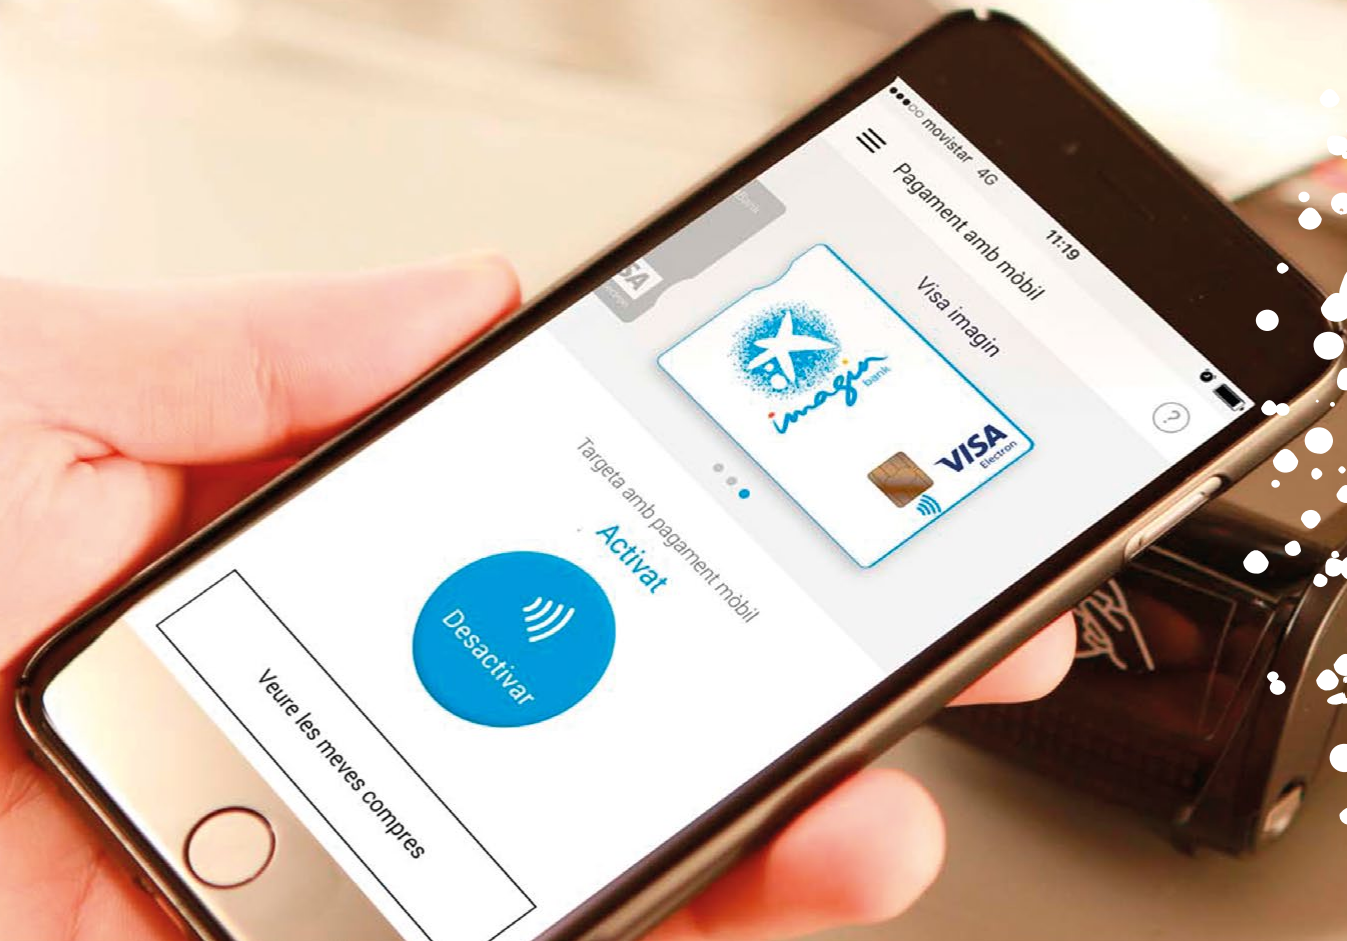 movistar 4G
11:19
Pagament amb mòbil
?
Visa imagin
Bank
imagin
bank
VISA
Electron
Targeta amb pagament mòbil
Activat
Desactivar
Veure les meves compres